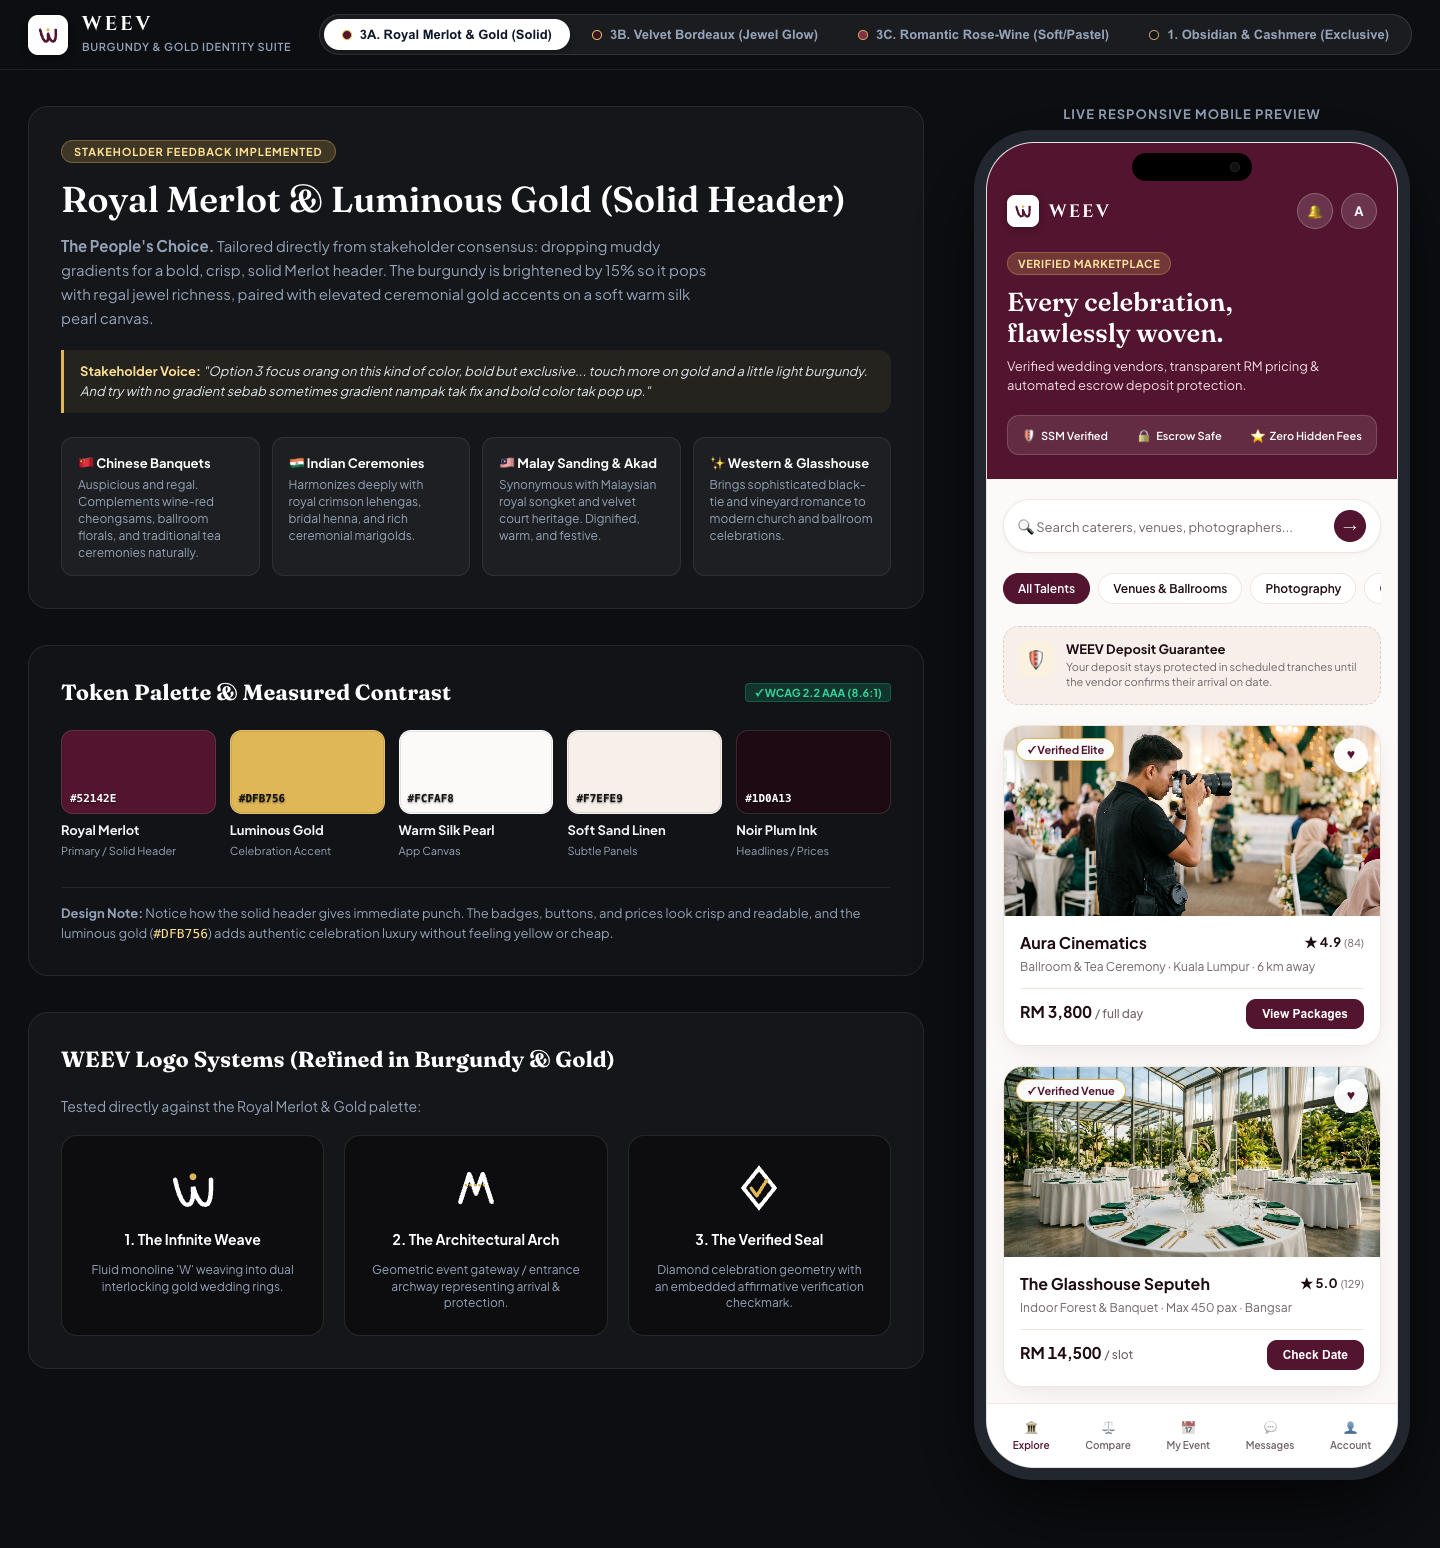 WEEV
BURGUNDY & GOLD IDENTITY SUITE
3A. Royal Merlot & Gold (Solid)
3B. Velvet Bordeaux (Jewel Glow)
3C. Romantic Rose-Wine (Soft/Pastel)
1. Obsidian & Cashmere (Exclusive)
STAKEHOLDER FEEDBACK IMPLEMENTED
Royal Merlot & Luminous Gold (Solid Header)
The People's Choice. Tailored directly from stakeholder consensus: dropping muddy
gradients for a bold, crisp, solid Merlot header. The burgundy is brightened by 15% so it pops
with regal jewel richness, paired with elevated ceremonial gold accents on a soft warm silk
pearl canvas.
Stakeholder Voice: "Option 3 focus orang on this kind of color, bold but exclusive... touch more on gold and a little light burgundy.
And try with no gradient sebab sometimes gradient nampak tak fix and bold color tak pop up."
Chinese Banquets
Auspicious and regal.
Complements wine-red
cheongsams, ballroom
florals, and traditional tea
ceremonies naturally.
Indian Ceremonies
Harmonizes deeply with
royal crimson lehengas,
bridal henna, and rich
ceremonial marigolds.
Malay Sanding & Akad
Synonymous with Malaysian
royal songket and velvet
court heritage. Dignified,
warm, and festive.
✨ Western & Glasshouse
Brings sophisticated black-
tie and vineyard romance to
modern church and ballroom
celebrations.
Token Palette & Measured Contrast
✓WCAG 2.2 AAA (8.6:1)
#52142E
Royal Merlot
Primary / Solid Header
#DFB756
Luminous Gold
Celebration Accent
#FCFAF8
Warm Silk Pearl
App Canvas
#F7EFE9
Soft Sand Linen
Subtle Panels
#1D0A13
Noir Plum Ink
Headlines / Prices
Design Note: Notice how the solid header gives immediate punch. The badges, buttons, and prices look crisp and readable, and the
luminous gold (#DFB756) adds authentic celebration luxury without feeling yellow or cheap.
WEEV Logo Systems (Refined in Burgundy & Gold)
Tested directly against the Royal Merlot & Gold palette:
1. The Infinite Weave
Fluid monoline 'W' weaving into dual
interlocking gold wedding rings.
2. The Architectural Arch
Geometric event gateway / entrance
archway representing arrival &
protection.
3. The Verified Seal
Diamond celebration geometry with
an embedded affirmative verification
checkmark.
LIVE RESPONSIVE MOBILE PREVIEW
WEEV
A
VERIFIED MARKETPLACE
Every celebration,
flawlessly woven.
Verified wedding vendors, transparent RM pricing &
automated escrow deposit protection.
SSM Verified
Escrow Safe
Zero Hidden Fees
Search caterers, venues, photographers...
→
All Talents
Venues & Ballrooms
Photography
WEEV Deposit Guarantee
Your deposit stays protected in scheduled tranches until
the vendor confirms their arrival on date.
✓Verified Elite
Aura Cinematics
★ 4.9 (84)
Ballroom & Tea Ceremony · Kuala Lumpur · 6 km away
RM 3,800 / full day
View Packages
✓Verified Venue
The Glasshouse Seputeh
★ 5.0 (129)
Indoor Forest & Banquet · Max 450 pax · Bangsar
RM 14,500 / slot
Check Date
Explore
Compare
My Event
Messages
Account